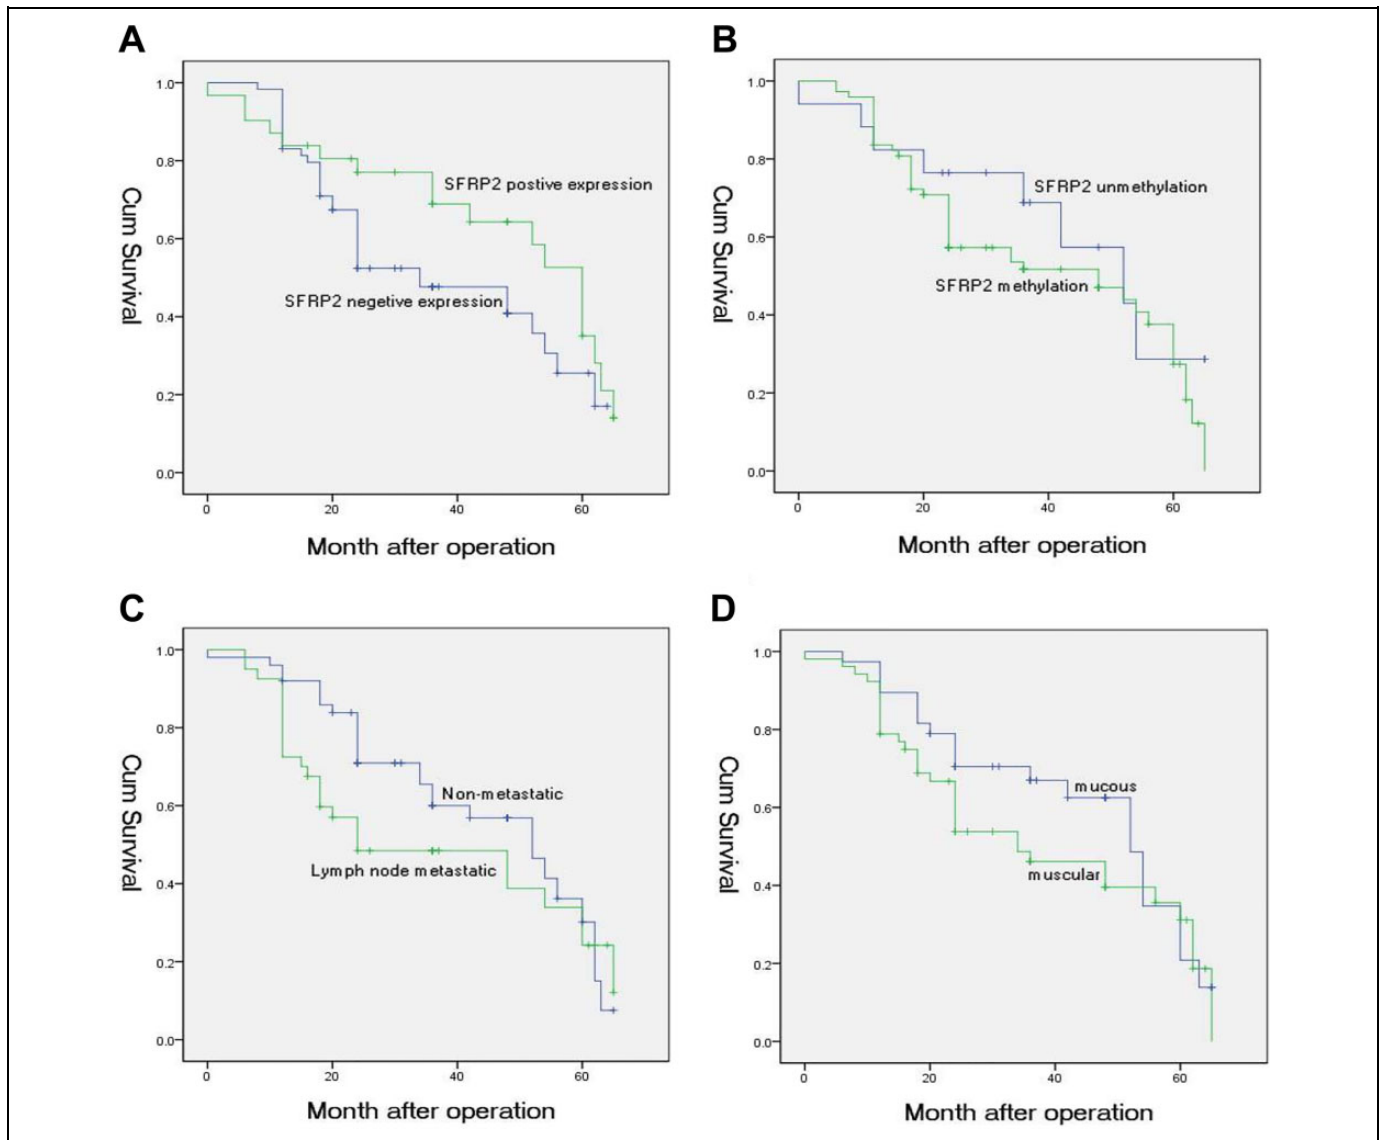 A
1.0
0.8
0.6
0.4
0.2
0.0
Cum Survival
SFRP2 postive expression
SFRP2 negetive expression
0 20 40 60
Month after operation
B
1.0
0.8
0.6
0.4
0.2
0.0
Cum Survival
SFRP2 unmethylation
SFRP2 methylation
0 20 40 60
Month after operation
C
1.0
0.8
0.6
0.4
0.2
0.0
Cum Survival
Non-metastatic
Lymph node metastatic
0 20 40 60
Month after operation
D
1.0
0.8
0.6
0.4
0.2
0.0
Cum Survival
mucous
muscular
0 20 40 60
Month after operation